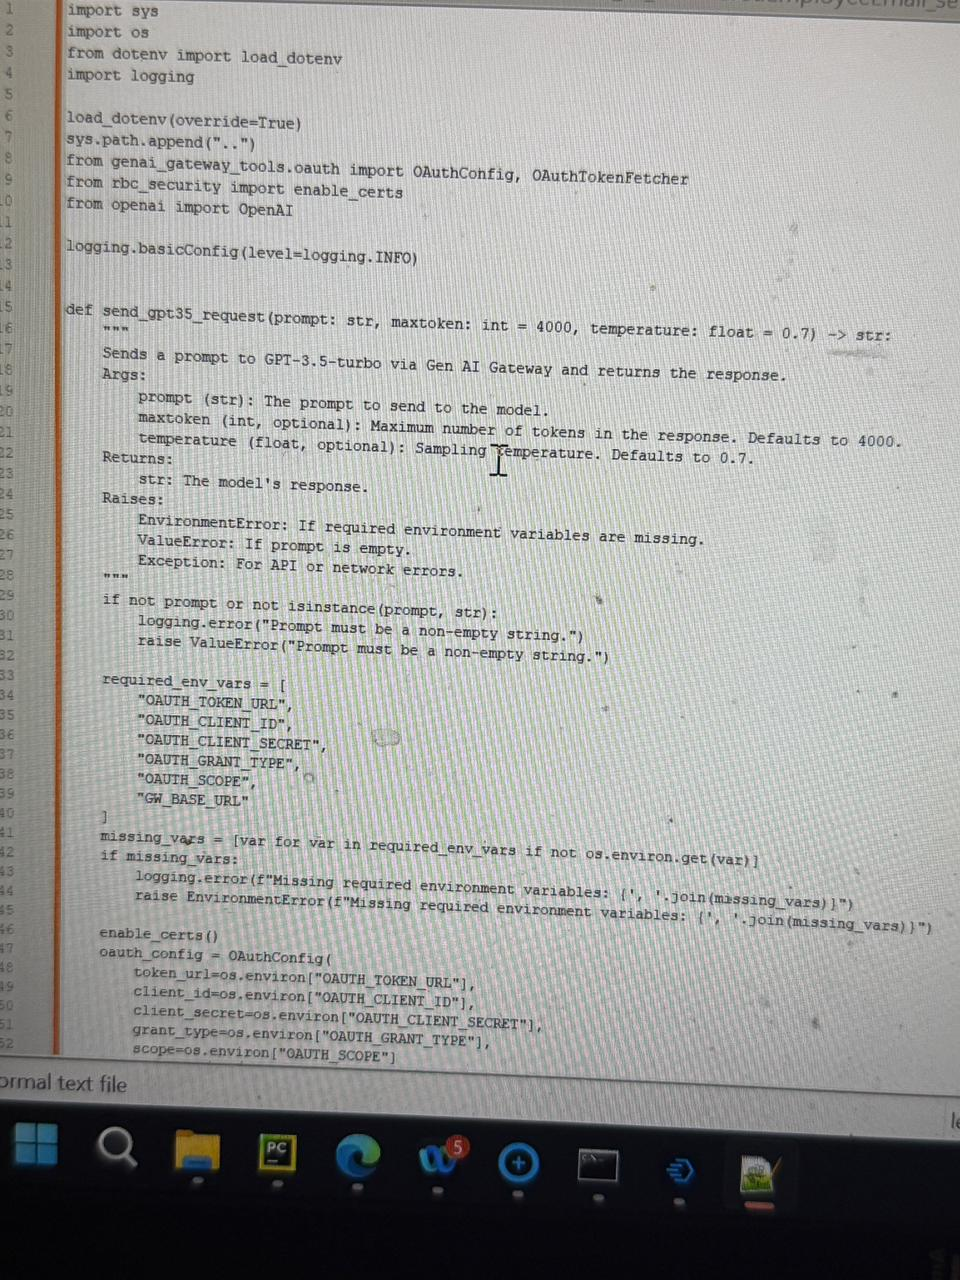 1 import sys
2 import os
3 from dotenv import load_dotenv
4 import logging
5
6 load_dotenv(override=True)
7 sys.path.append("..")
8 from genai_gateway_tools.oauth import OAuthConfig, OAuthTokenFetcher
9 from rbc_security import enable_certs
10 from openai import OpenAI
11
12 logging.basicConfig(level=logging.INFO)
13
14
15 def send_gpt35_request(prompt: str, maxtoken: int = 4000, temperature: float = 0.7) -> str:
16 """
17 Sends a prompt to GPT-3.5-turbo via Gen AI Gateway and returns the response.
18 Args:
19 prompt (str): The prompt to send to the model.
20 maxtoken (int, optional): Maximum number of tokens in the response. Defaults to 4000.
21 temperature (float, optional): Sampling temperature. Defaults to 0.7.
22 Returns:
23 str: The model's response.
24 Raises:
25 EnvironmentError: If required environment variables are missing.
26 ValueError: If prompt is empty.
27 Exception: For API or network errors.
28 """
29 if not prompt or not isinstance(prompt, str):
30 logging.error("Prompt must be a non-empty string.")
31 raise ValueError("Prompt must be a non-empty string.")
32
33 required_env_vars = [
34 "OAUTH_TOKEN_URL",
35 "OAUTH_CLIENT_ID",
36 "OAUTH_CLIENT_SECRET",
37 "OAUTH_GRANT_TYPE",
38 "OAUTH_SCOPE",
39 "GW_BASE_URL"
40 ]
41 missing_vars = [var for var in required_env_vars if not os.environ.get(var)]
42 if missing_vars:
43 logging.error(f"Missing required environment variables: {', '.join(missing_vars)}")
44 raise EnvironmentError(f"Missing required environment variables: {', '.join(missing_vars)}")
45
46 enable_certs()
47 oauth_config = OAuthConfig(
48 token_url=os.environ["OAUTH_TOKEN_URL"],
49 client_id=os.environ["OAUTH_CLIENT_ID"],
50 client_secret=os.environ["OAUTH_CLIENT_SECRET"],
51 grant_type=os.environ["OAUTH_GRANT_TYPE"],
52 scope=os.environ["OAUTH_SCOPE"]
ormal text file
PC
5